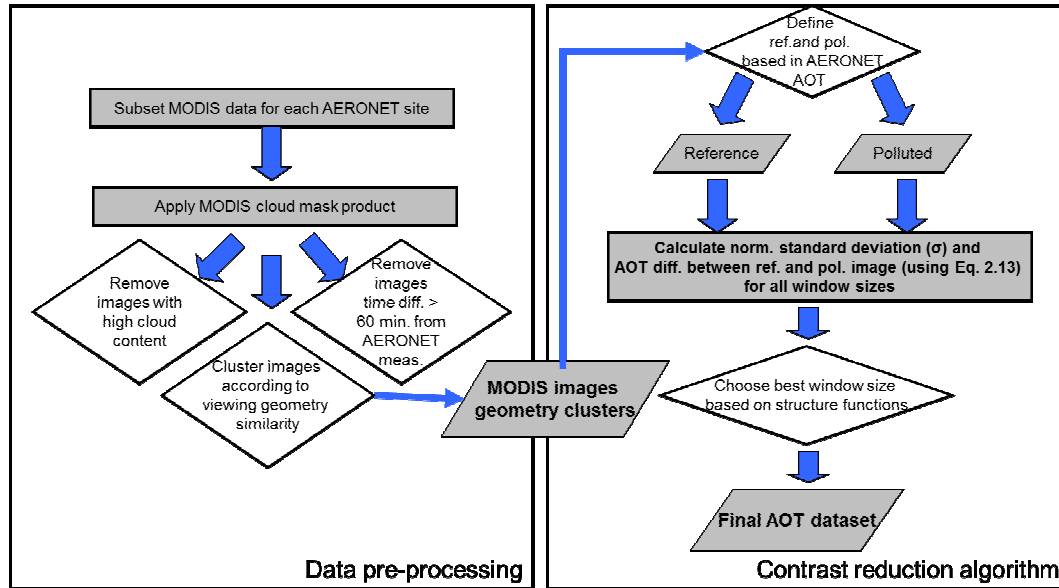 Subset MODIS data for each AERONET site
Apply MODIS cloud mask product
Remove
images with
high cloud
content
Cluster images
according to
viewing geometry
similarity
Remove
images
time diff. >
60 min. from
AERONET
meas.
MODIS images
geometry clusters
Data pre-processing
Define
ref.and pol.
based in AERONET
AOT
Reference
Polluted
Calculate norm. standard deviation (σ) and
AOT diff. between ref. and pol. image (using Eq. 2.13)
for all window sizes
Choose best window size
based on structure functions
Final AOT dataset
Contrast reduction algorithm